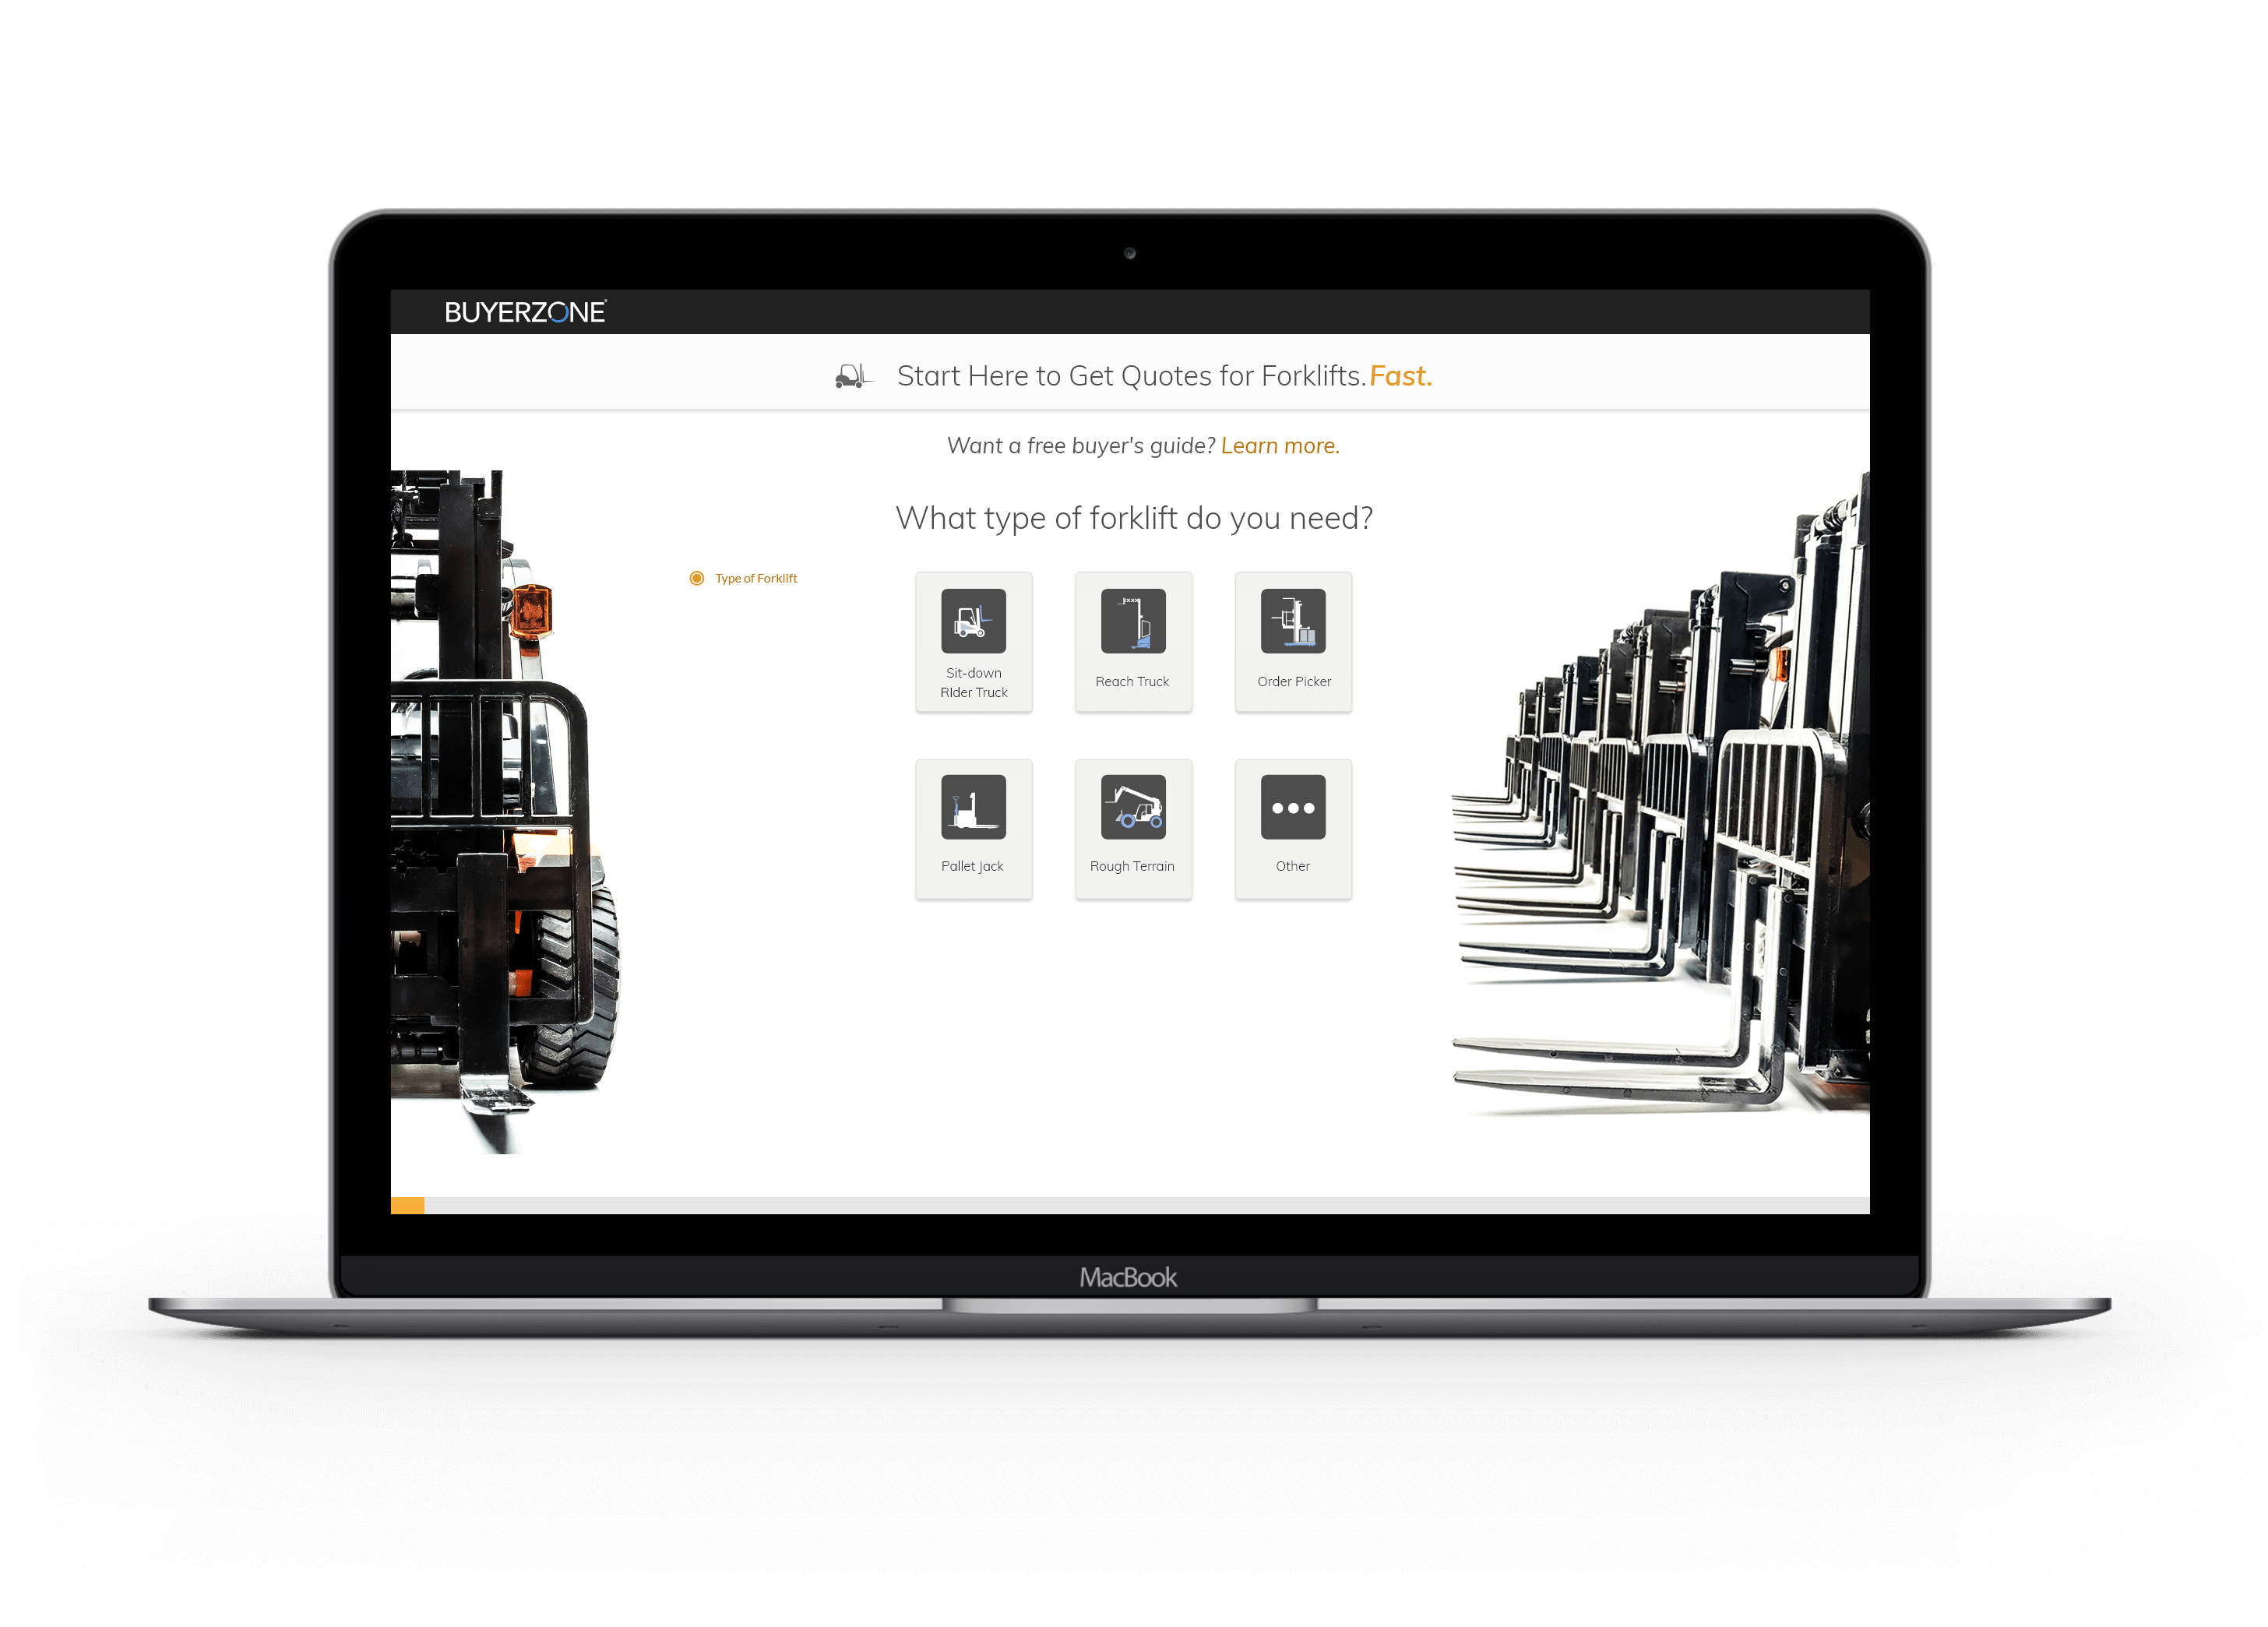 BUYERZONE®
Start Here to Get Quotes for Forklifts. Fast.
Want a free buyer's guide? Learn more.
What type of forklift do you need?
Type of Forklift
Sit-down
RIder Truck
Reach Truck
Order Picker
Pallet Jack
Rough Terrain
Other
MacBook